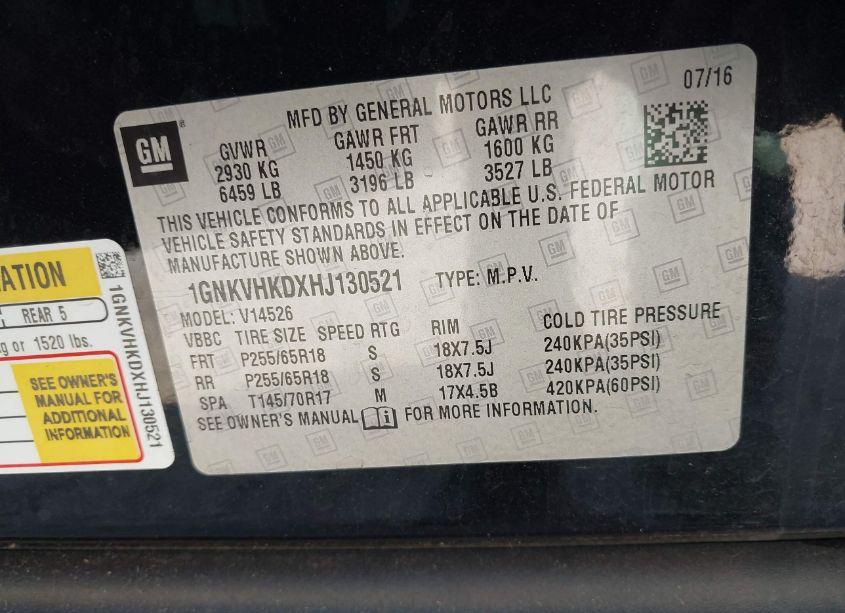 07/16
MFD BY GENERAL MOTORS LLC
GM ®
GVWR GAWR FRT GAWR RR
2930 KG 1450 KG 1600 KG
6459 LB 3196 LB 3527 LB
THIS VEHICLE CONFORMS TO ALL APPLICABLE U.S. FEDERAL MOTOR
VEHICLE SAFETY STANDARDS IN EFFECT ON THE DATE OF
MANUFACTURE SHOWN ABOVE.
1GNKVHKDXHJ130521 TYPE: M.P.V.
MODEL: V14526
VBBC TIRE SIZE SPEED RTG RIM COLD TIRE PRESSURE
FRT P255/65R18 S 18X7.5J 240KPA(35PSI)
RR P255/65R18 S 18X7.5J 240KPA(35PSI)
SPA T145/70R17 M 17X4.5B 420KPA(60PSI)
SEE OWNER'S MANUAL FOR MORE INFORMATION.
REAR 5
or 1520 lbs.
SEE OWNER'S
MANUAL FOR
ADDITIONAL
INFORMATION
1GNKVHKDXHJ130521